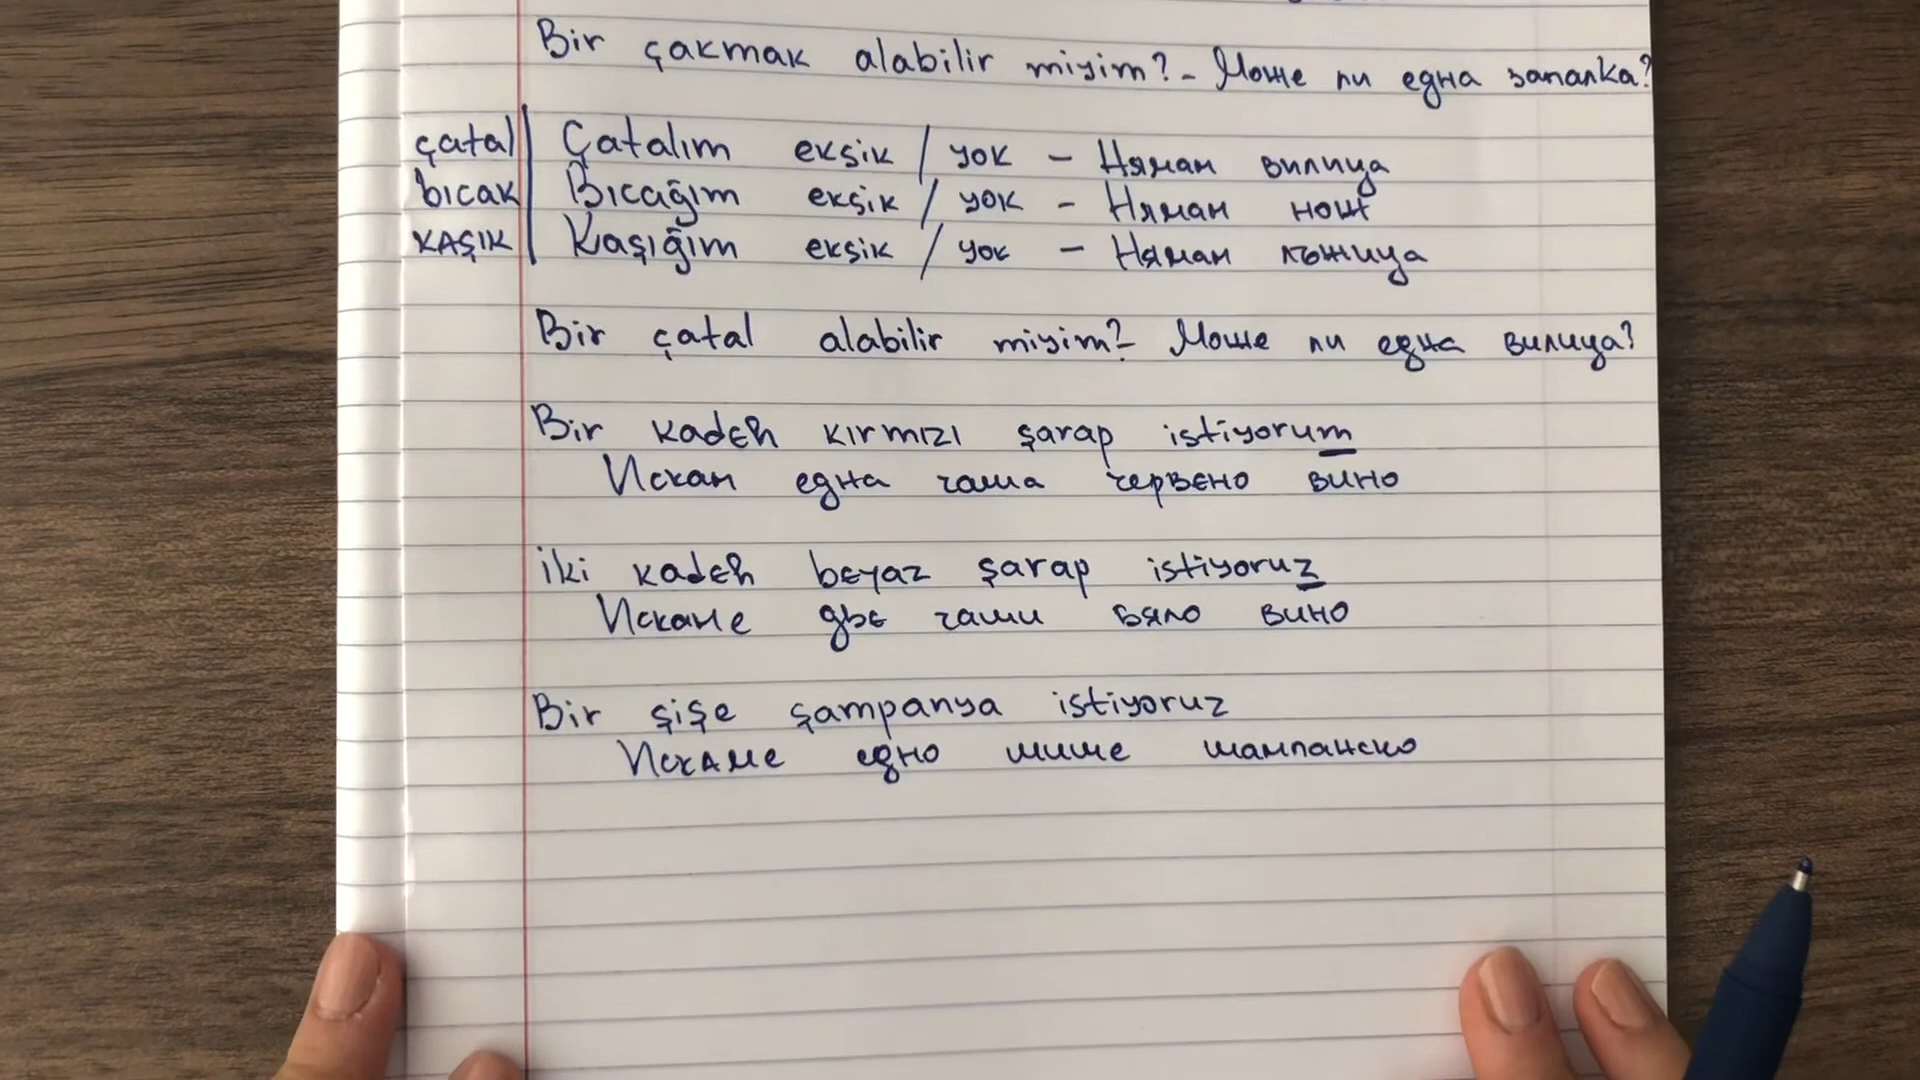 Bir çakmak alabilir miyim? - Може ли една запалка?
çatal | Çatalım eksik / yok - Нямам вилица
bıcak | Bıcağım eksik / yok - Нямам нож
KAŞIK | Kaşığım eksik / yok - Нямам лъжица
Bir çatal alabilir miyim? - Може ли една вилица?
Bir kadeh kırmızı şarap istiyorum
Искам една чаша червено вино
İki kadeh beyaz şarap istiyoruz
Искаме две чаши бяло вино
Bir şişe şampanya istiyoruz
Искаме едно шише шампанско